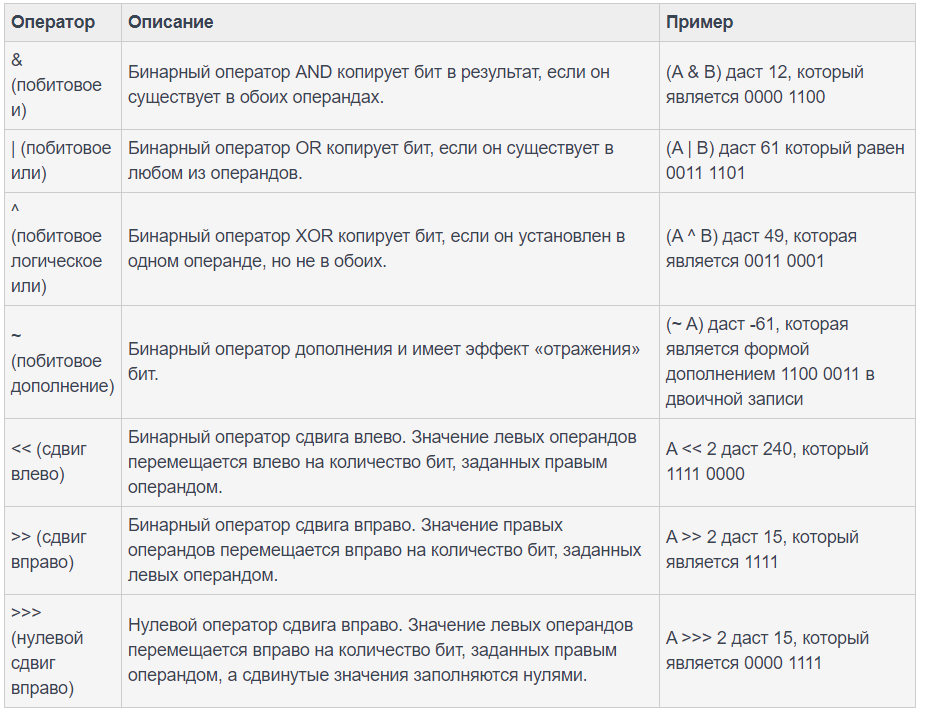 Оператор Описание Пример
&
(побитовое
и)
Бинарный оператор AND копирует бит в результат, если он
существует в обоих операндах.
(A & B) даст 12, который
является 0000 1100
| (побитовое
или)
Бинарный оператор OR копирует бит, если он существует в
любом из операндов.
(A | B) даст 61 который равен
0011 1101
^
(побитовое
логическое
или)
Бинарный оператор XOR копирует бит, если он установлен в
одном операнде, но не в обоих.
(A ^ B) даст 49, которая
является 0011 0001
~
(побитовое
дополнение)
Бинарный оператор дополнения и имеет эффект «отражения»
бит.
(~ A) даст -61, которая
является формой
дополнением 1100 0011 в
двоичной записи
<< (сдвиг
влево)
Бинарный оператор сдвига влево. Значение левых операндов
перемещается влево на количество бит, заданных правым
операндом.
A << 2 даст 240, который
1111 0000
>> (сдвиг
вправо)
Бинарный оператор сдвига вправо. Значение правых
операндов перемещается вправо на количество бит, заданных
левых операндом.
A >> 2 даст 15, который
является 1111
>>>
(нулевой
сдвиг
вправо)
Нулевой оператор сдвига вправо. Значение левых операндов
перемещается вправо на количество бит, заданных правым
операндом, а сдвинутые значения заполняются нулями.
A >>> 2 даст 15, который
является 0000 1111